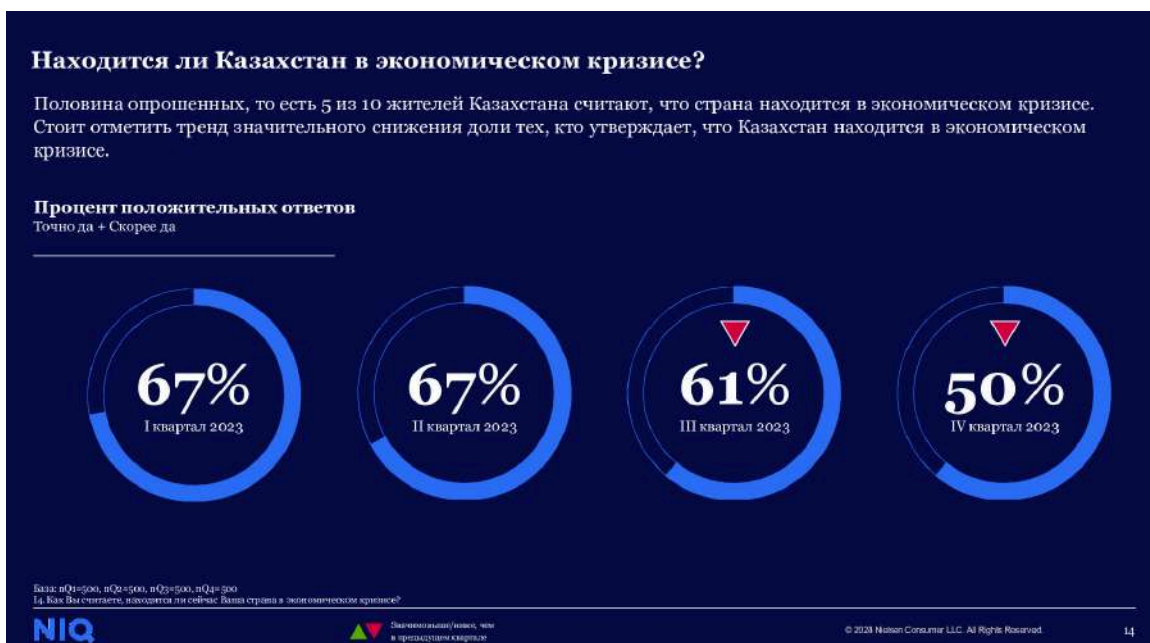 Находится ли Казахстан в экономическом кризисе?
Половина опрошенных, то есть 5 из 10 жителей Казахстана считают, что страна находится в экономическом кризисе.
Стоит отметить тренд значительного снижения доли тех, кто утверждает, что Казахстан находится в экономическом
кризисе.
Процент положительных ответов
Точно да + Скорее да
67%
I квартал 2023
67%
II квартал 2023
61%
III квартал 2023
50%
IV квартал 2023
База: nQ1=500, nQ2=500, nQ3=500, nQ4=500
I4. Как Вы считаете, находится ли сейчас Ваша страна в экономическом кризисе?
NIQ
Значимо выше/ниже, чем
в предыдущем квартале
© 2023 Nielsen Consumer LLC. All Rights Reserved.
14